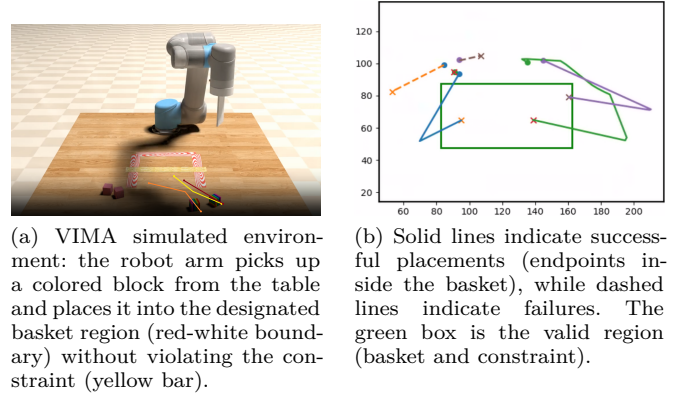 120
100
80
60
40
20
60 80 100 120 140 160 180 200
(a) VIMA simulated environ-
ment: the robot arm picks up
a colored block from the table
and places it into the designated
basket region (red-white bound-
ary) without violating the con-
straint (yellow bar).
(b) Solid lines indicate success-
ful placements (endpoints in-
side the basket), while dashed
lines indicate failures. The
green box is the valid region
(basket and constraint).